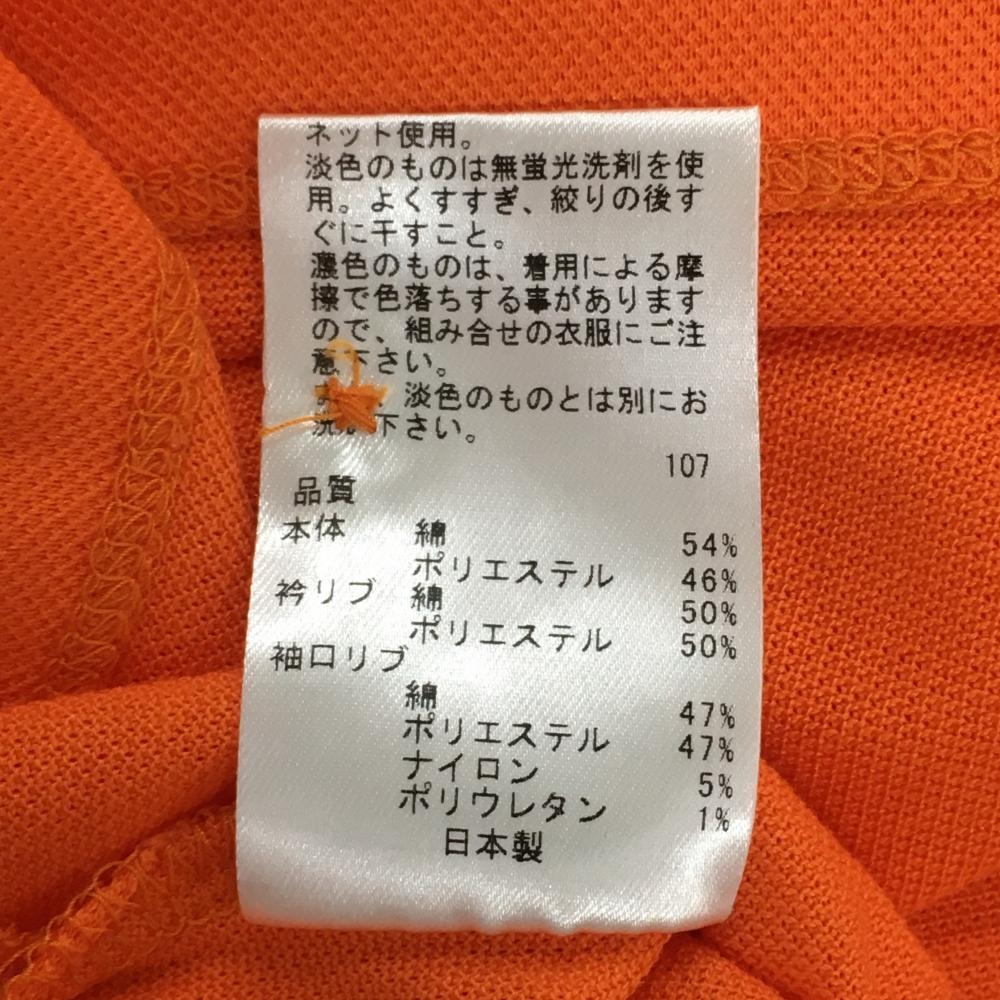 ネット使用。
淡色のものは無蛍光洗剤を使
用。よくすすぎ、絞りの後す
ぐに干すこと。
濃色のものは、着用による摩
擦で色落ちする事があります
ので、組み合せの衣服にご注
意下さい。
、淡色のものとは別にお
洗い下さい。
107
品質
本体 綿 54%
ポリエステル 46%
衿リブ 綿 50%
ポリエステル 50%
袖口リブ
綿 47%
ポリエステル 47%
ナイロン 5%
ポリウレタン 1%
日本製